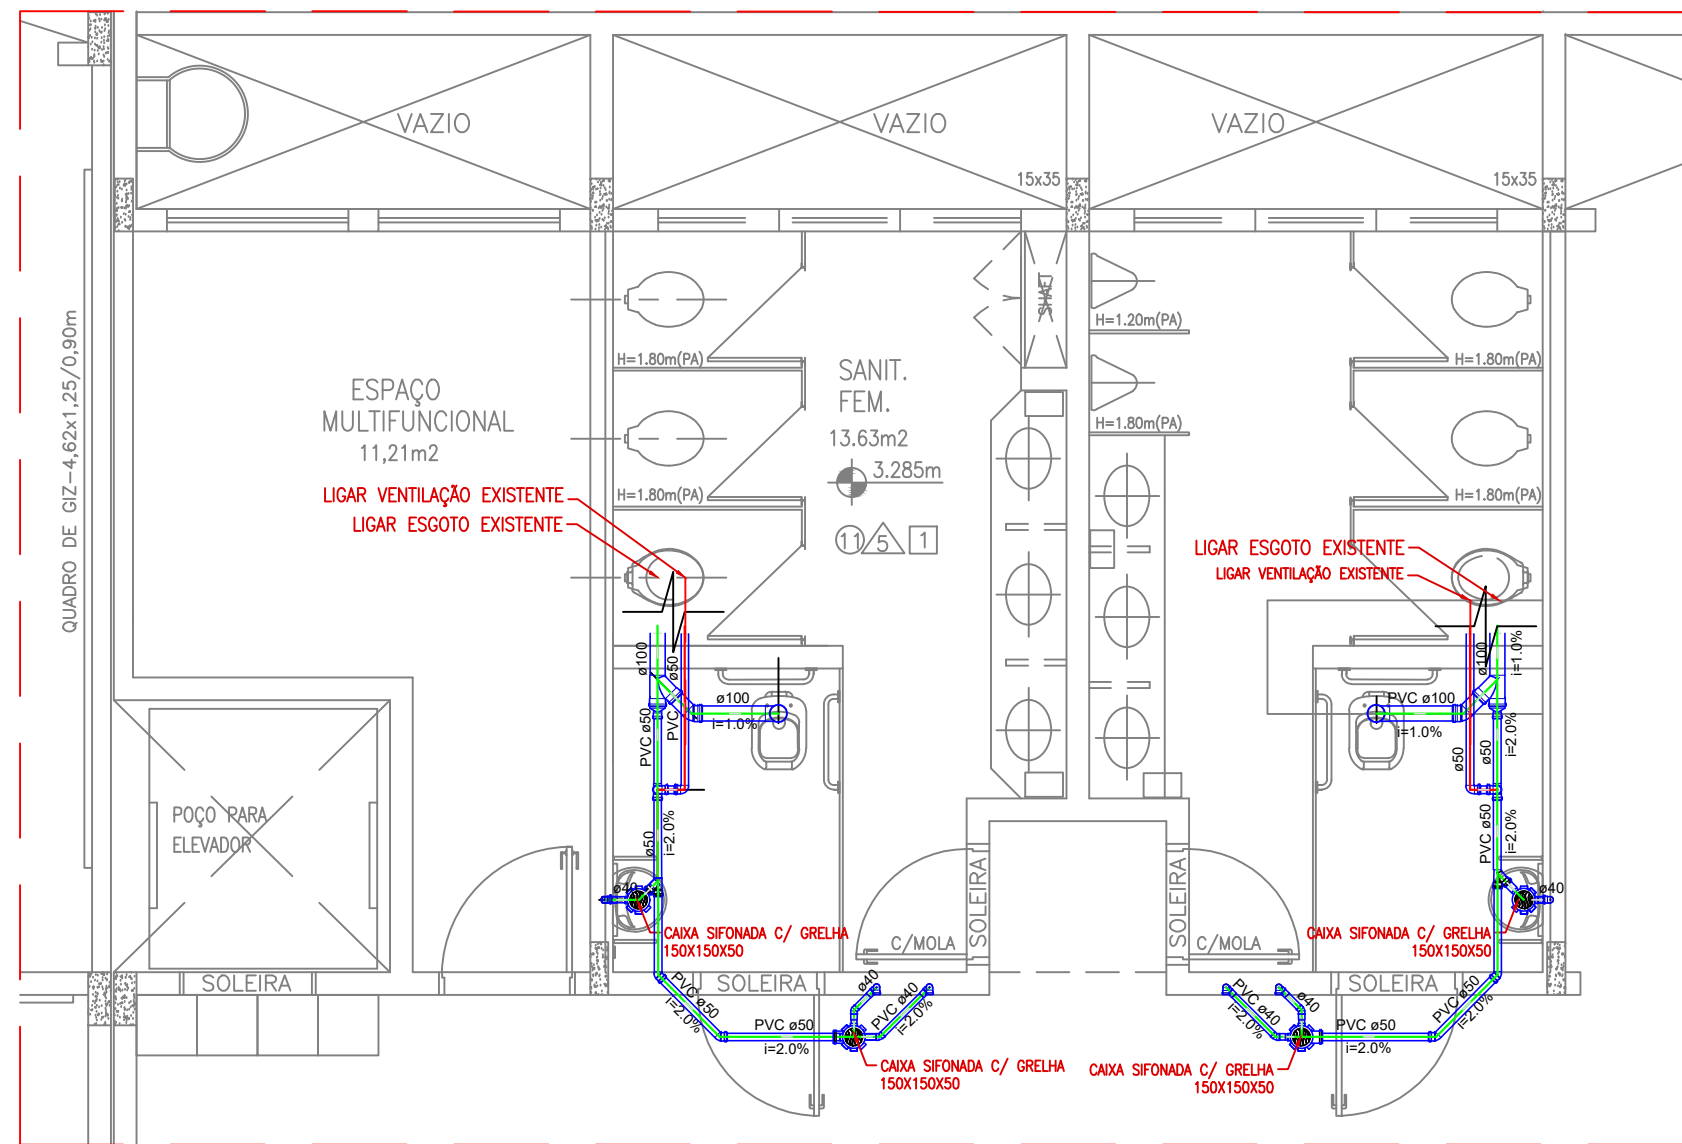 VAZIO
VAZIO
VAZIO
15x35
15x35
QUADRO DE GIZ-4,62x1,25/0,90m
SHAFT
H=1.20m(PA)
H=1.80m(PA)
H=1.80m(PA)
ESPAÇO
MULTIFUNCIONAL
11,21m2
SANIT.
FEM.
13.63m2
3.285m
11
5
1
H=1.80m(PA)
H=1.80m(PA)
H=1.80m(PA)
LIGAR VENTILAÇÃO EXISTENTE
LIGAR ESGOTO EXISTENTE
LIGAR ESGOTO EXISTENTE
LIGAR VENTILAÇÃO EXISTENTE
ø100
ø50
PVC
ø100
i=1.0%
PVC ø50
ø50
i=2.0%
ø40
PVC ø100
i=1.0%
ø100
i=1.0%
ø50
ø50
i=2.0%
PVC ø50
i=2.0%
ø40
POÇO PARA
ELEVADOR
CAIXA SIFONADA C/ GRELHA
150X150X50
CAIXA SIFONADA C/ GRELHA
150X150X50
C/MOLA
SOLEIRA
SOLEIRA
C/MOLA
SOLEIRA
SOLEIRA
SOLEIRA
PVC ø50
i=2.0%
PVC ø50
i=2.0%
ø40
PVC ø40
i=2.0%
PVC ø40
i=2.0%
ø40
PVC ø50
i=2.0%
PVC ø50
i=2.0%
CAIXA SIFONADA C/ GRELHA
150X150X50
CAIXA SIFONADA C/ GRELHA
150X150X50